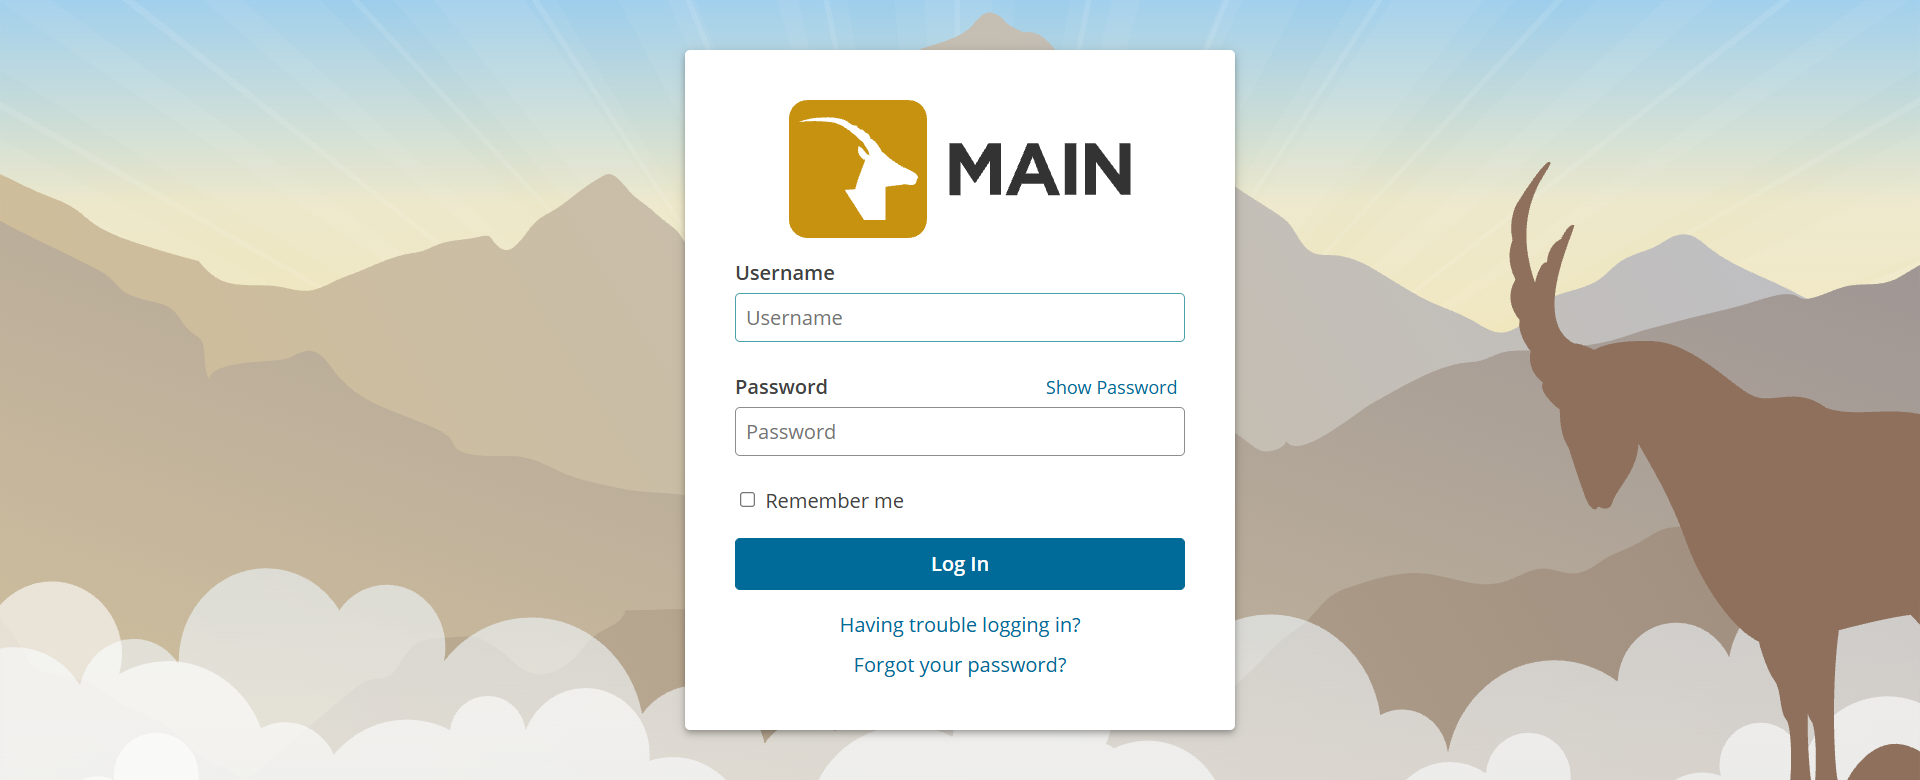 MAIN
Username
Username
Password Show Password
Password
Remember me
Log In
Having trouble logging in?
Forgot your password?